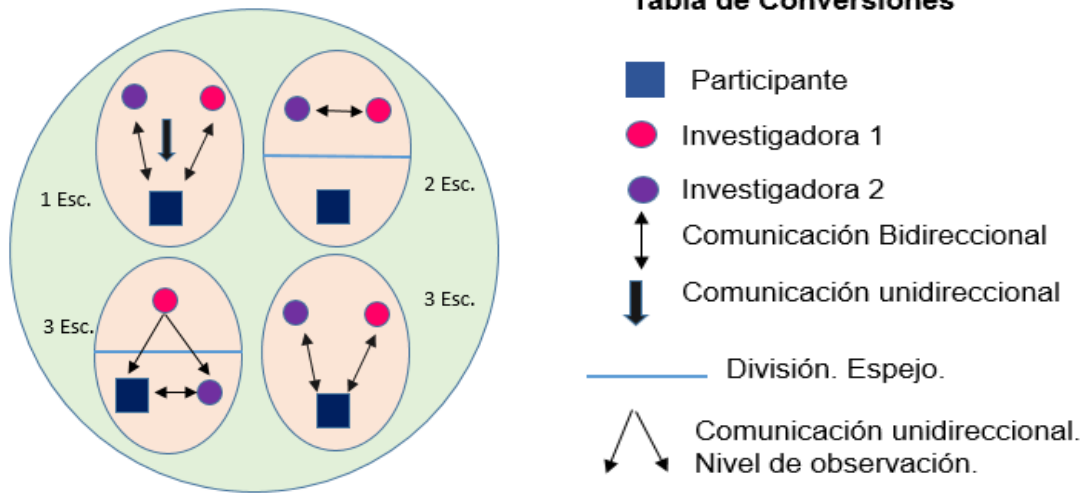 Tabla de Conversiones
1 Esc.
2 Esc.
3 Esc.
3 Esc.
Participante
Investigadora 1
Investigadora 2
Comunicación Bidireccional
Comunicación unidireccional
División. Espejo.
Comunicación unidireccional.
Nivel de observación.